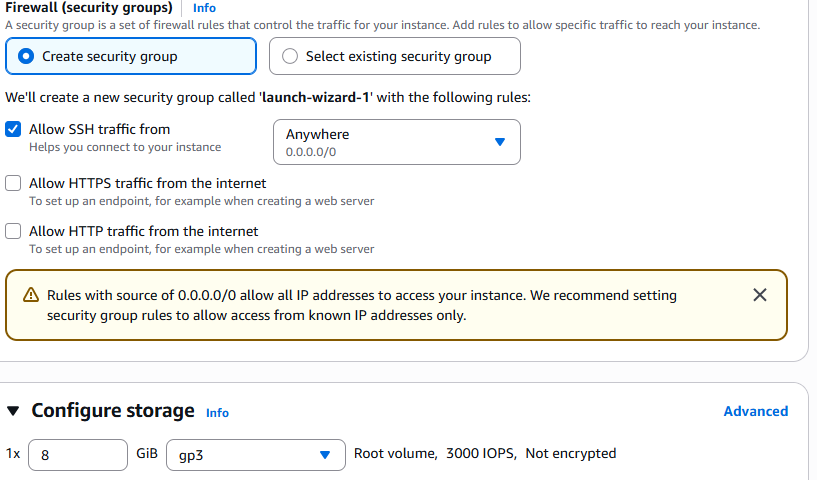 Firewall (security groups) Info
A security group is a set of firewall rules that control the traffic for your instance. Add rules to allow specific traffic to reach your instance.
Create security group Select existing security group
We'll create a new security group called 'launch-wizard-1' with the following rules:
Allow SSH traffic from
Helps you connect to your instance
Anywhere
0.0.0.0/0
Allow HTTPS traffic from the internet
To set up an endpoint, for example when creating a web server
Allow HTTP traffic from the internet
To set up an endpoint, for example when creating a web server
Rules with source of 0.0.0.0/0 allow all IP addresses to access your instance. We recommend setting
security group rules to allow access from known IP addresses only.
Configure storage Info Advanced
1x 8 GiB gp3 Root volume, 3000 IOPS, Not encrypted